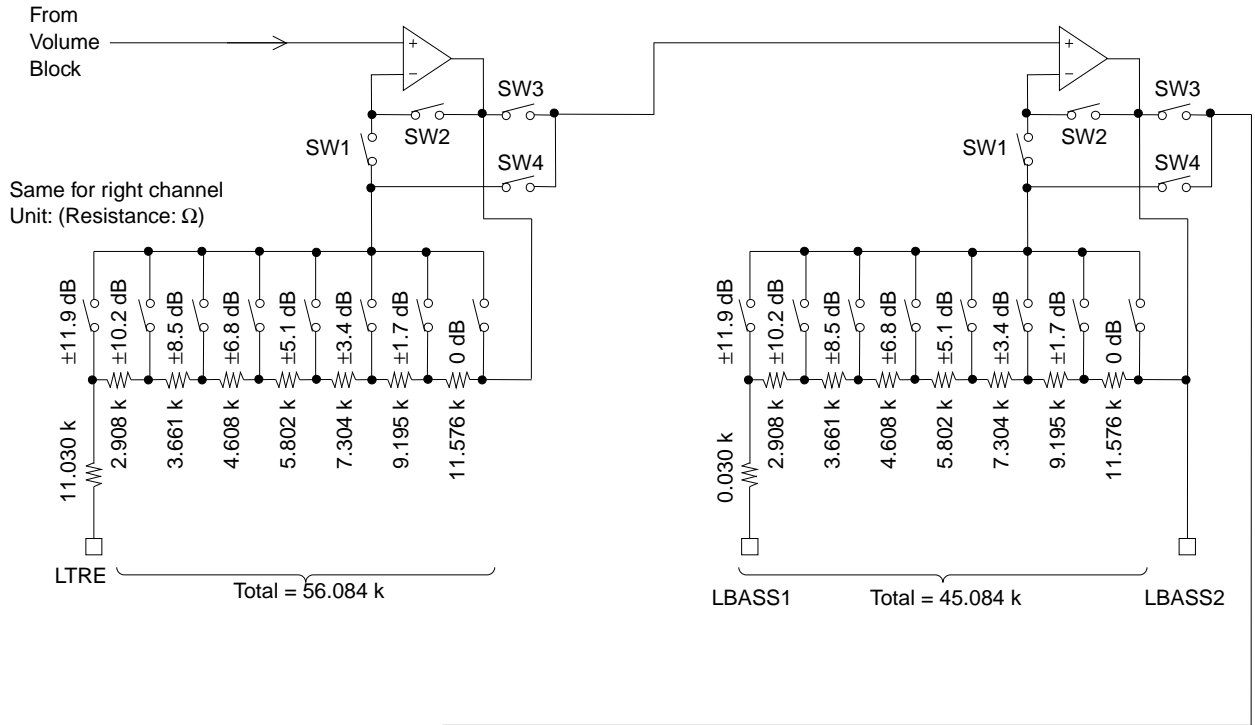 From
Volume
Block
+
−
SW3
SW2
SW1
SW4
+
−
SW3
SW2
SW1
SW4
Same for right channel
Unit: (Resistance: Ω)
±11.9 dB
±10.2 dB
±8.5 dB
±6.8 dB
±5.1 dB
±3.4 dB
±1.7 dB
0 dB
11.030 k
2.908 k
3.661 k
4.608 k
5.802 k
7.304 k
9.195 k
11.576 k
LTRE
Total = 56.084 k
±11.9 dB
±10.2 dB
±8.5 dB
±6.8 dB
±5.1 dB
±3.4 dB
±1.7 dB
0 dB
0.030 k
2.908 k
3.661 k
4.608 k
5.802 k
7.304 k
9.195 k
11.576 k
LBASS1
Total = 45.084 k
LBASS2